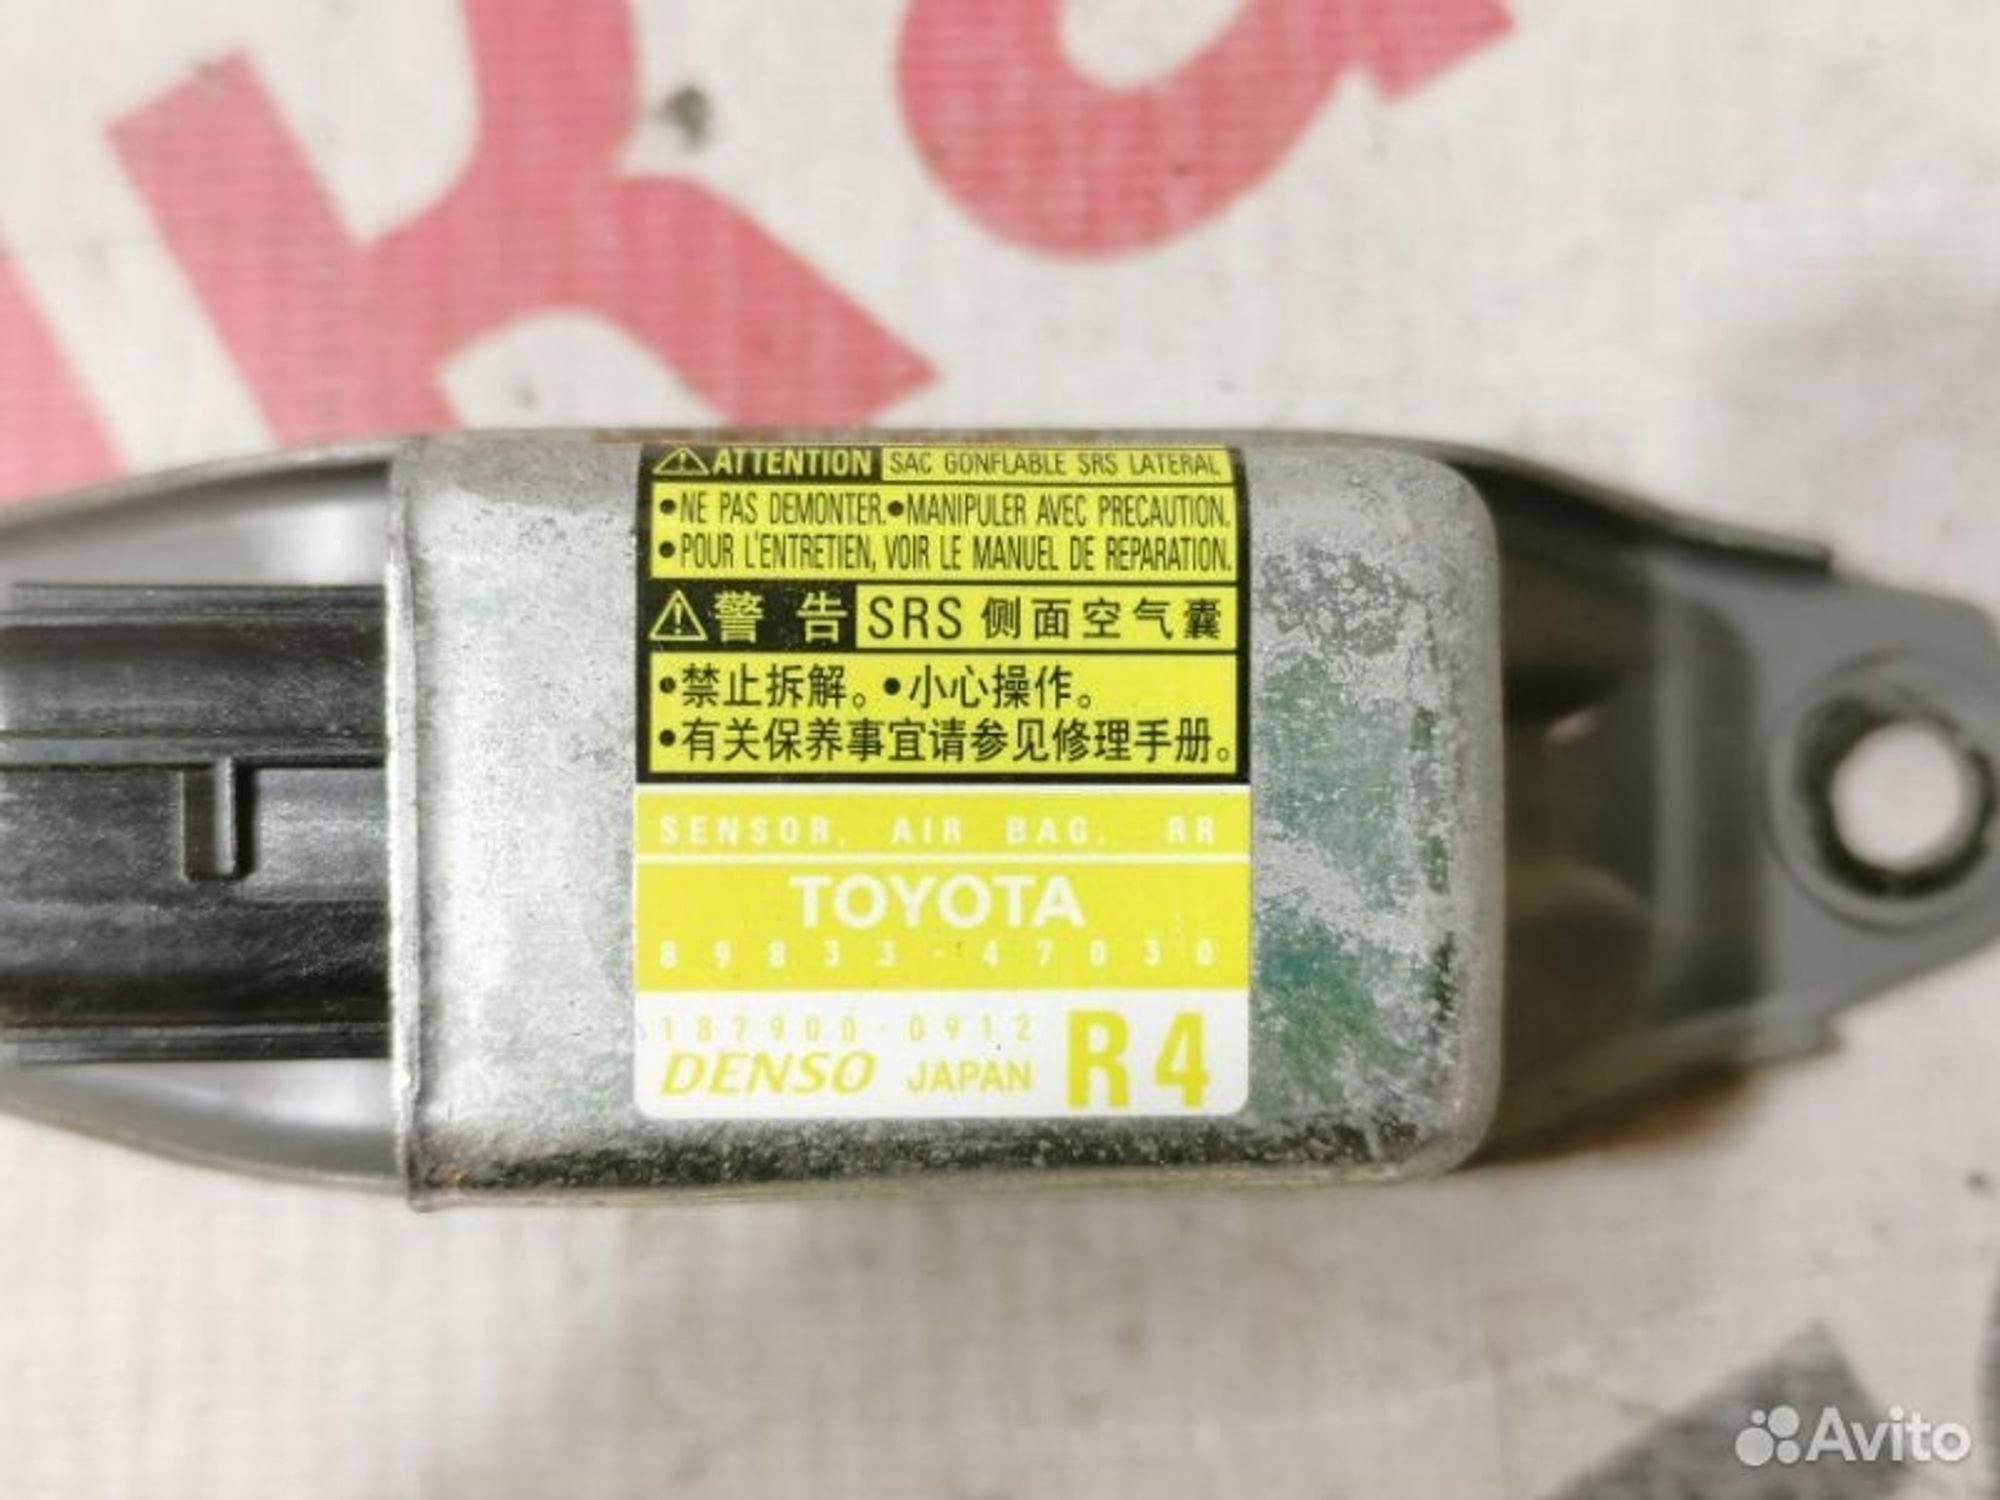 ⚠ATTENTION SAC GONFLABLE SRS LATERAL
•NE PAS DEMONTER.•MANIPULER AVEC PRECAUTION.
•POUR L'ENTRETIEN, VOIR LE MANUEL DE REPARATION.
⚠警 告 SRS 侧面空气囊
•禁止拆解。•小心操作。
•有关保养事宜请参见修理手册。
SENSOR, AIR BAG, RR
TOYOTA
89833-47030
187900-0912
DENSO JAPAN R4
Avito